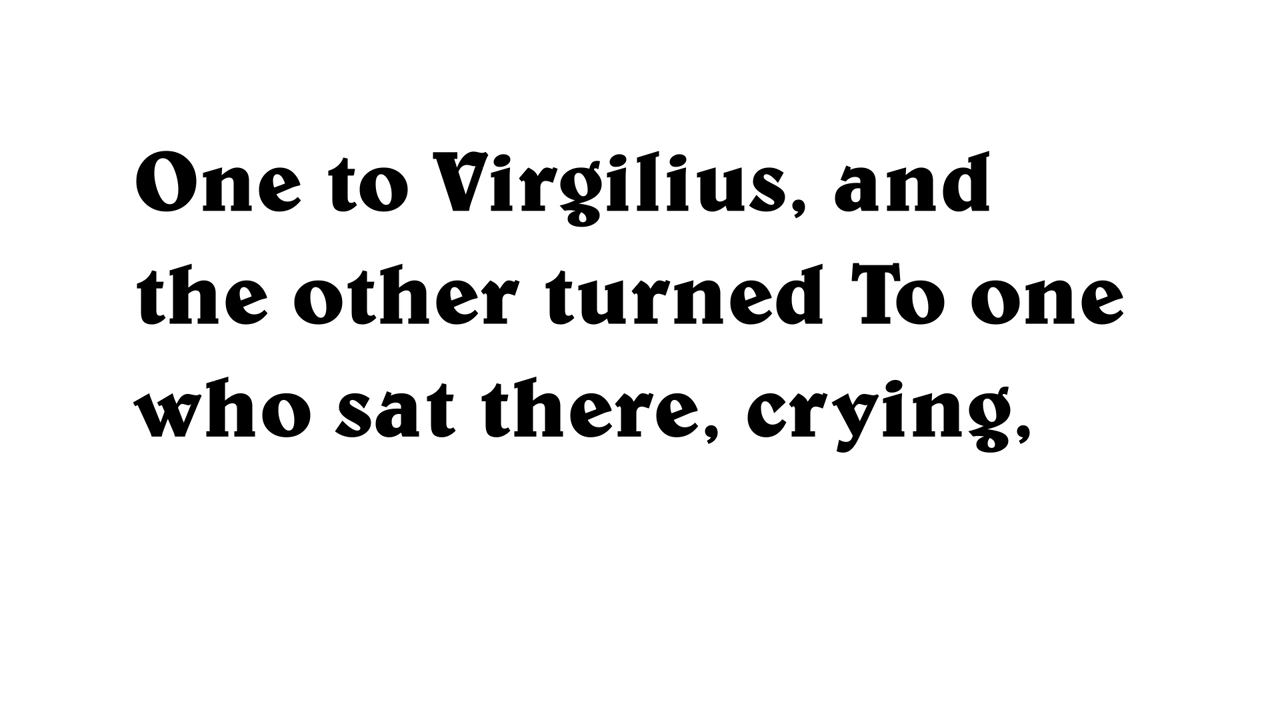 One to Virgilius, and
the other turned To one
who sat there, crying,